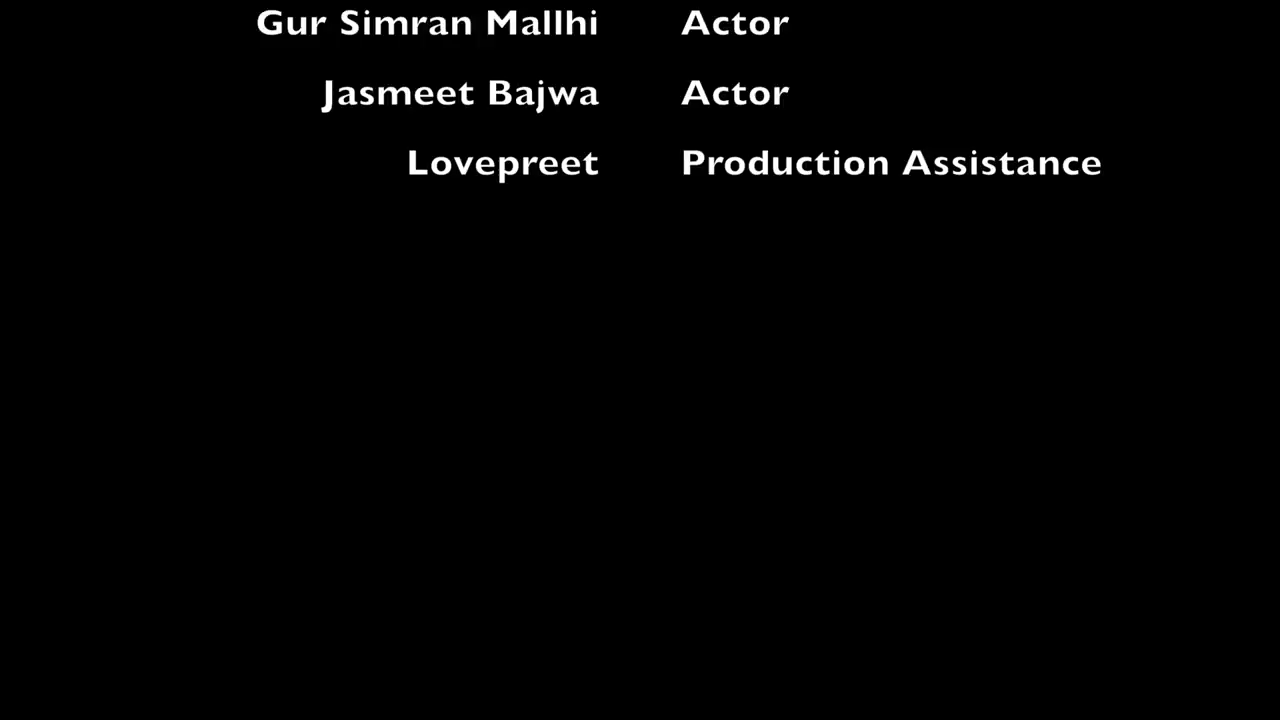 Gur Simran Mallhi Actor
Jasmeet Bajwa Actor
Lovepreet Production Assistance